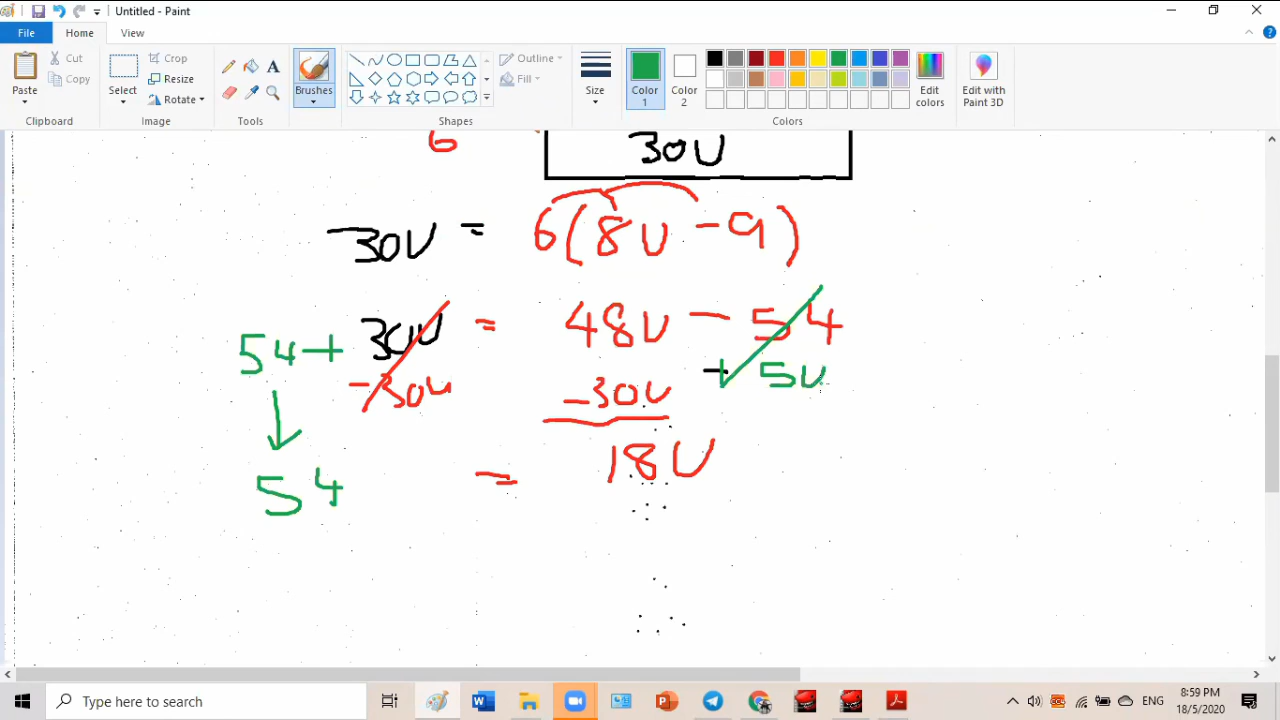 Untitled - Paint
File Home View
Cut
Copy
Paste
Clipboard
Crop
Resize
Rotate
Select
Image
Tools
Brushes
Outline
Fill
Shapes
Size
Color 1
Color 2
Edit colors
Edit with Paint 3D
Colors
6
30U
30U = 6(8U - 9)
54 + 30U = 48U - 54
-30U -30U + 5U
54 = 18U
Type here to search
ENG
8:59 PM
18/5/2020